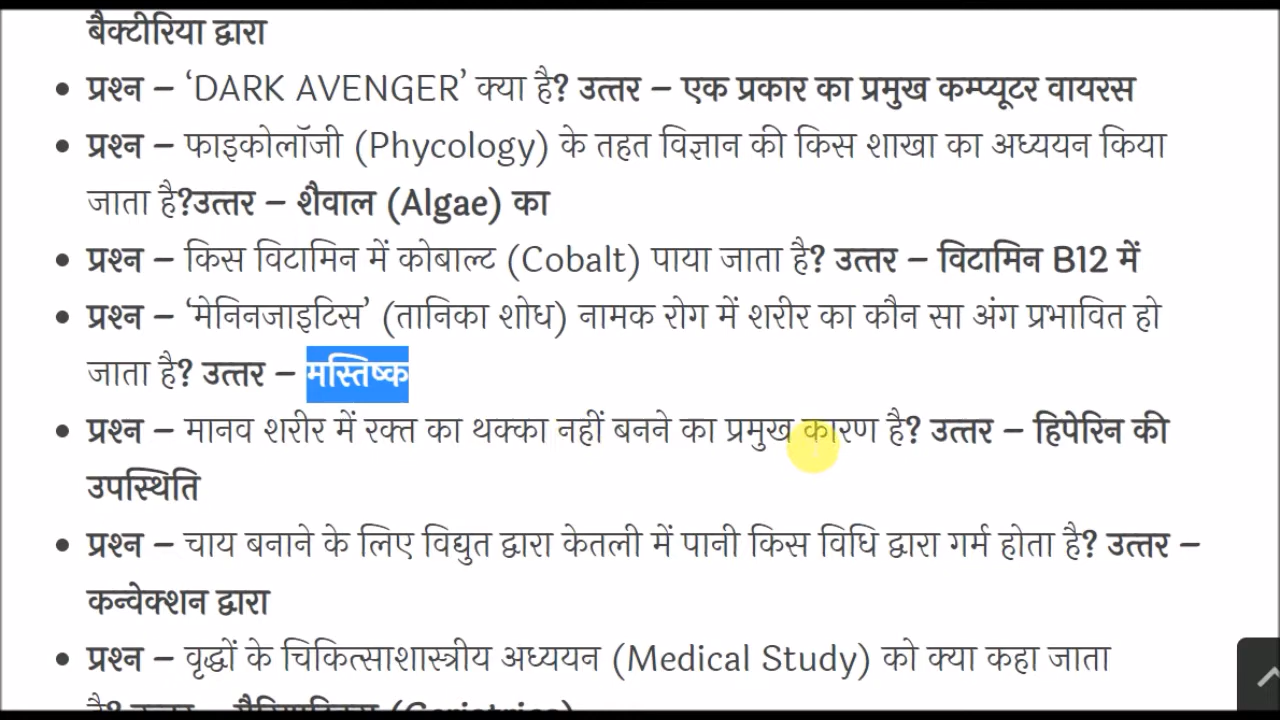 बैक्टीरिया द्वारा
• प्रश्न – ‘DARK AVENGER’ क्या है? उत्तर – एक प्रकार का प्रमुख कम्प्यूटर वायरस
• प्रश्न – फाइकोलॉजी (Phycology) के तहत विज्ञान की किस शाखा का अध्ययन किया
जाता है?उत्तर – शैवाल (Algae) का
• प्रश्न – किस विटामिन में कोबाल्ट (Cobalt) पाया जाता है? उत्तर – विटामिन B12 में
• प्रश्न – ‘मेनिनजाइटिस’ (तानिका शोध) नामक रोग में शरीर का कौन सा अंग प्रभावित हो
जाता है? उत्तर – मस्तिष्क
• प्रश्न – मानव शरीर में रक्त का थक्का नहीं बनने का प्रमुख कारण है? उत्तर – हिपेरिन की
उपस्थिति
• प्रश्न – चाय बनाने के लिए विद्युत द्वारा केतली में पानी किस विधि द्वारा गर्म होता है? उत्तर –
कन्वेक्शन द्वारा
• प्रश्न – वृद्धों के चिकित्साशास्त्रीय अध्ययन (Medical Study) को क्या कहा जाता
है? उत्तर – (Geriatrics)